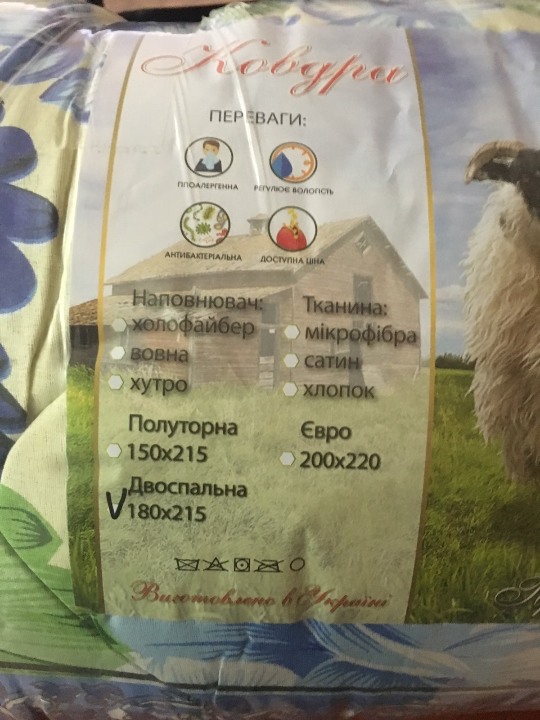 Ковдра
ПЕРЕВАГИ:
ГІПОАЛЕРГЕННА РЕГУЛЮЄ ВОЛОГІСТЬ
АНТИБАКТЕРІАЛЬНА ДОСТУПНА ЦІНА
Наповнювач:
холофайбер
вовна
хутро
Тканина:
мікрофібра
сатин
хлопок
Полуторна
150х215
Євро
200х220
Двоспальна
V 180х215
Виготовлено в Україні